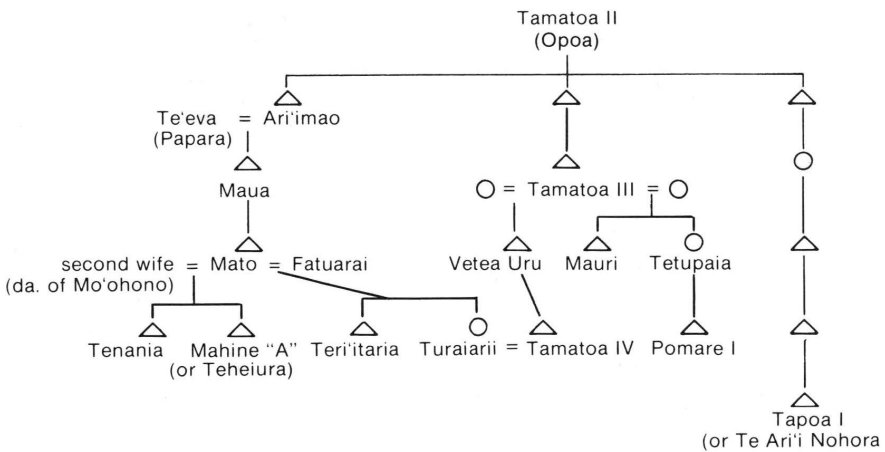 Tamatoa II
(Opoa)
Te‘eva = Ari‘imao
(Papara)
Maua
= Tamatoa III =
second wife = Mato = Fatuarai
(da. of Mo‘ohono)
Vetea Uru Mauri Tetupaia
Tenania Mahine "A" Teri‘itaria Turaiarii = Tamatoa IV Pomare I
(or Teheiura)
Tapoa I
(or Te Ari‘i Nohora